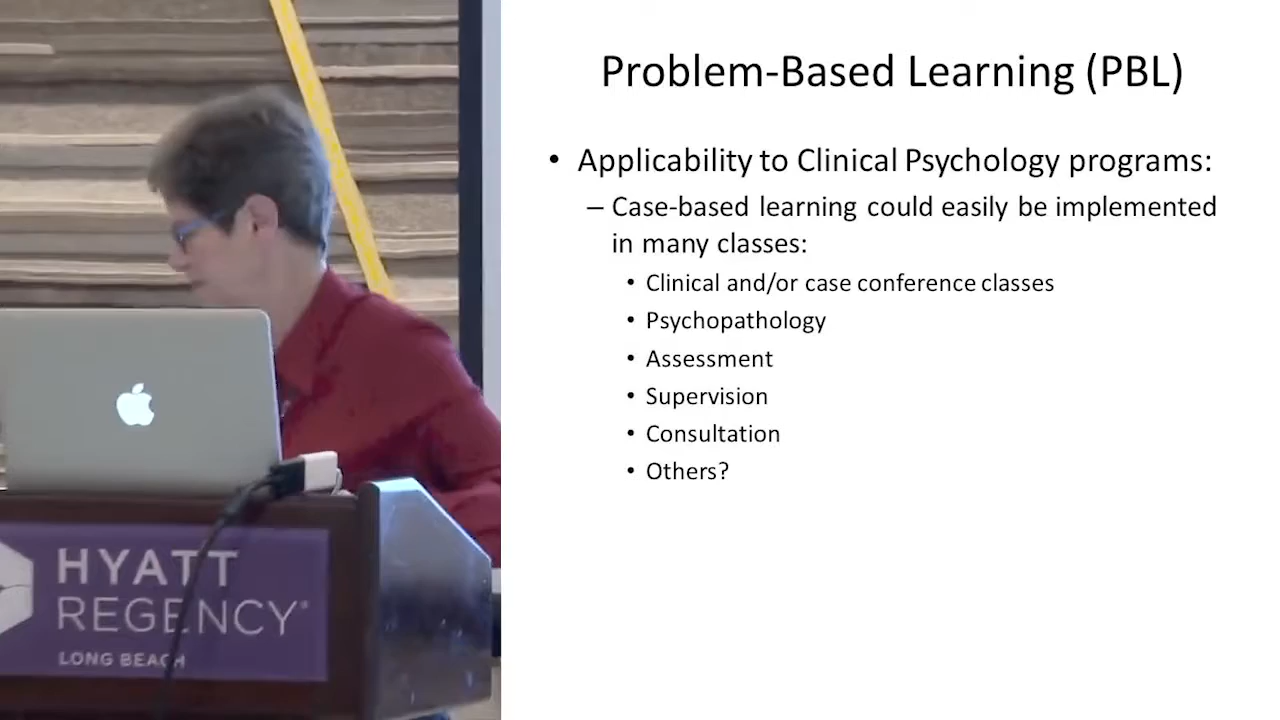 Problem-Based Learning (PBL)
• Applicability to Clinical Psychology programs:
– Case-based learning could easily be implemented
in many classes:
• Clinical and/or case conference classes
• Psychopathology
• Assessment
• Supervision
• Consultation
• Others?
HYATT
REGENCY®
LONG BEACH